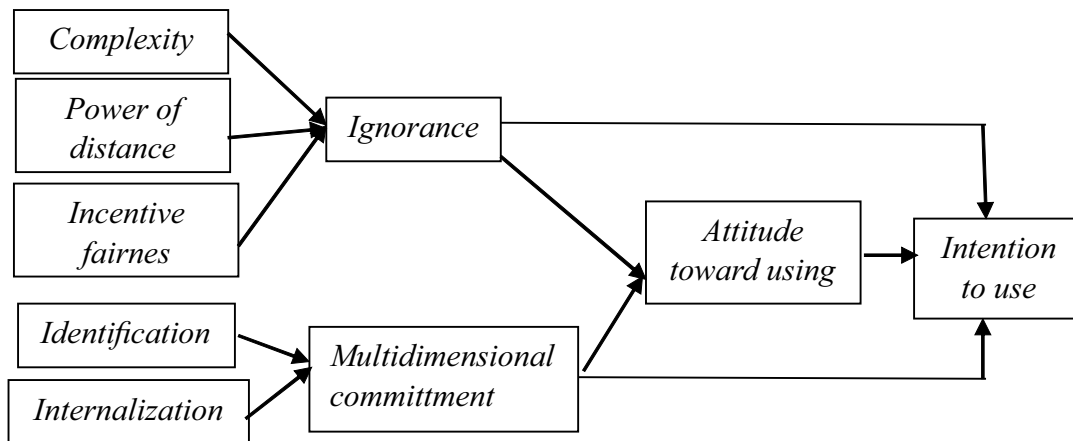 Complexity
Power of
distance
Ignorance
Incentive
fairnes
Attitude
toward using
Intention
to use
Identification
Multidimensional
committment
Internalization